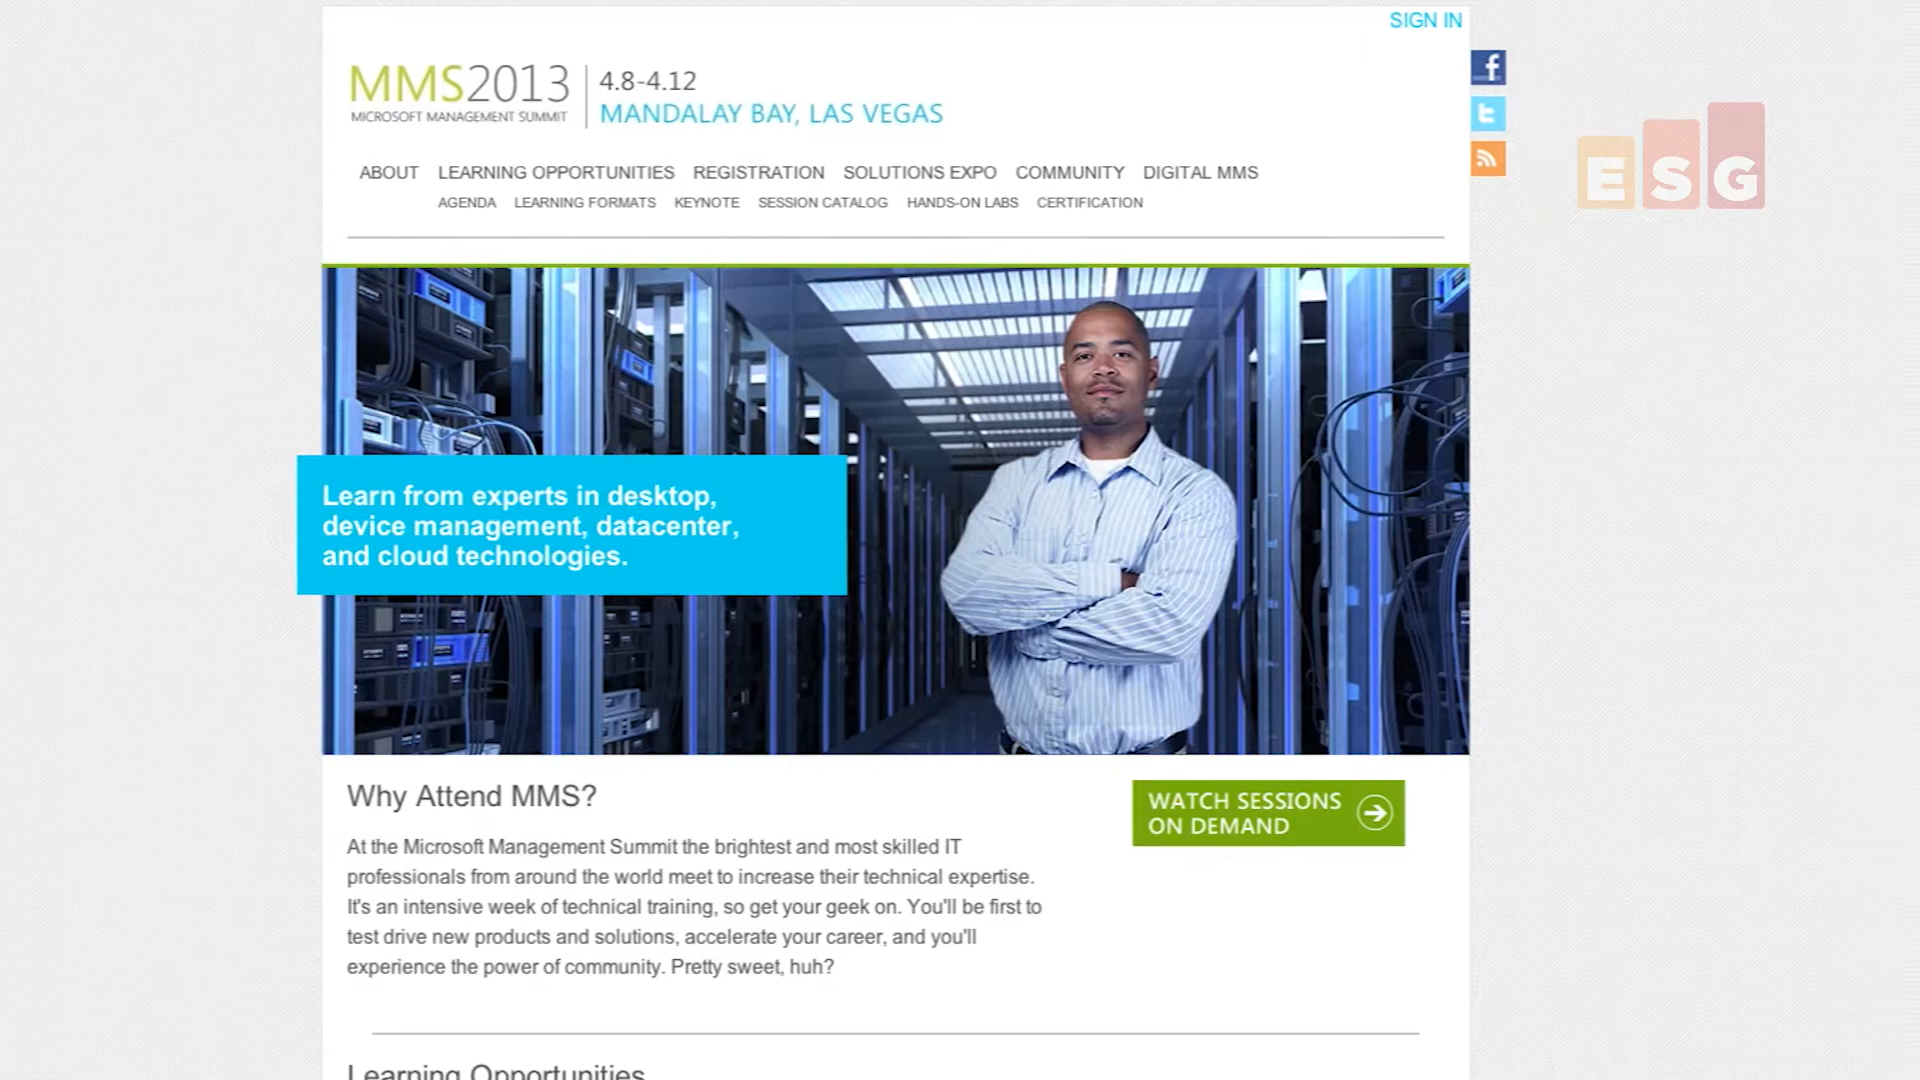 SIGN IN
MMS2013
MICROSOFT MANAGEMENT SUMMIT
4.8-4.12
MANDALAY BAY, LAS VEGAS
ESG
ABOUT LEARNING OPPORTUNITIES REGISTRATION SOLUTIONS EXPO COMMUNITY DIGITAL MMS
AGENDA LEARNING FORMATS KEYNOTE SESSION CATALOG HANDS-ON LABS CERTIFICATION
Learn from experts in desktop,
device management, datacenter,
and cloud technologies.
Why Attend MMS?
At the Microsoft Management Summit the brightest and most skilled IT
professionals from around the world meet to increase their technical expertise.
It's an intensive week of technical training, so get your geek on. You'll be first to
test drive new products and solutions, accelerate your career, and you'll
experience the power of community. Pretty sweet, huh?
WATCH SESSIONS
ON DEMAND
Learning Opportunities